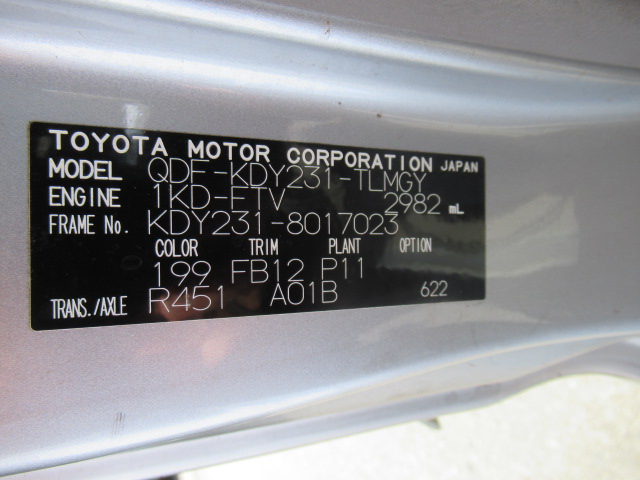 TOYOTA MOTOR CORPORATION JAPAN
MODEL QDF-KDY231-TLMGY
ENGINE 1KD-FTV 2982 mL
FRAME No. KDY231-8017023
COLOR TRIM PLANT OPTION
199 FB12 P11
TRANS./AXLE R451 A01B 622